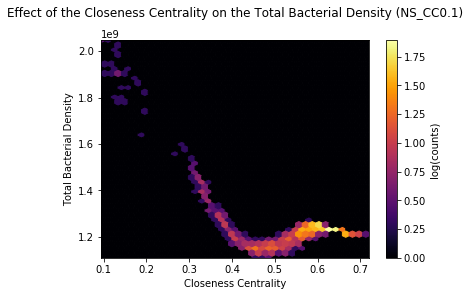 Effect of the Closeness Centrality on the Total Bacterial Density (NS_CC0.1)
1e9
2.0
1.8
1.6
1.4
1.2
Total Bacterial Density
0.1 0.2 0.3 0.4 0.5 0.6 0.7
Closeness Centrality
1.75
1.50
1.25
1.00
0.75
0.50
0.25
0.00
log(counts)